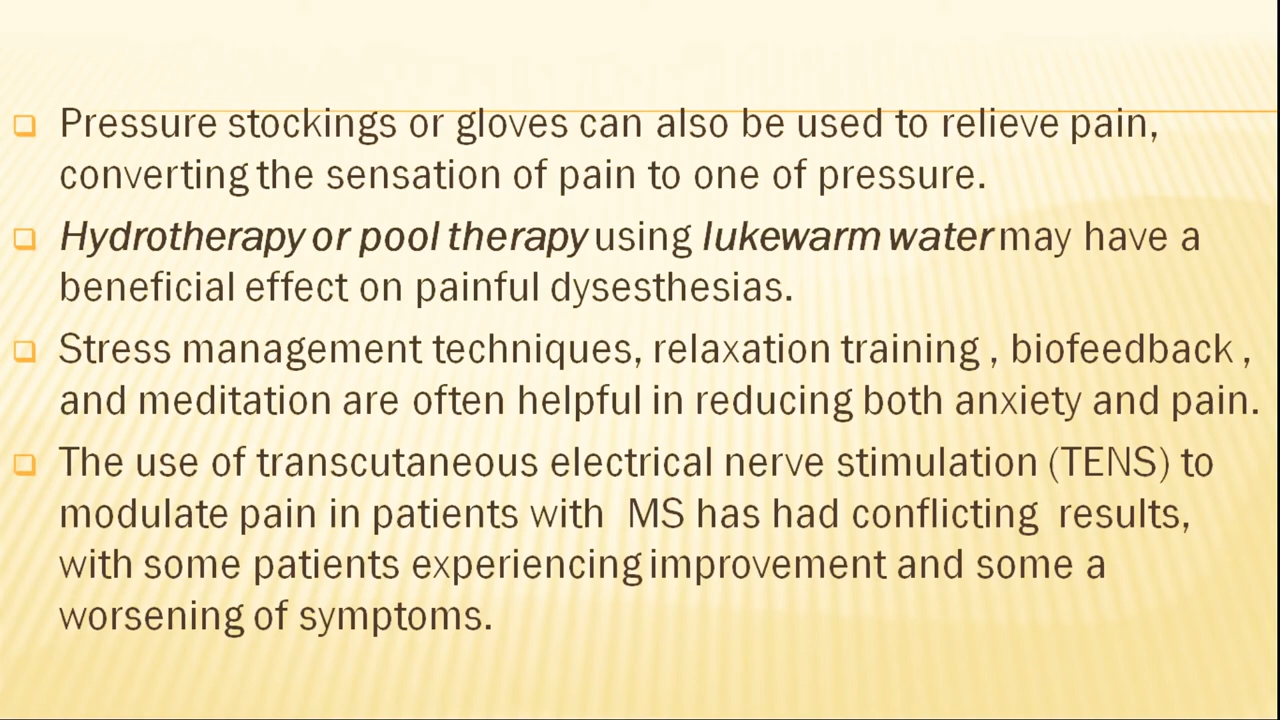 Pressure stockings or gloves can also be used to relieve pain,
converting the sensation of pain to one of pressure.
Hydrotherapy or pool therapy using lukewarm water may have a
beneficial effect on painful dysesthesias.
Stress management techniques, relaxation training , biofeedback ,
and meditation are often helpful in reducing both anxiety and pain.
The use of transcutaneous electrical nerve stimulation (TENS) to
modulate pain in patients with  MS has had conflicting  results,
with some patients experiencing improvement and some a
worsening of symptoms.